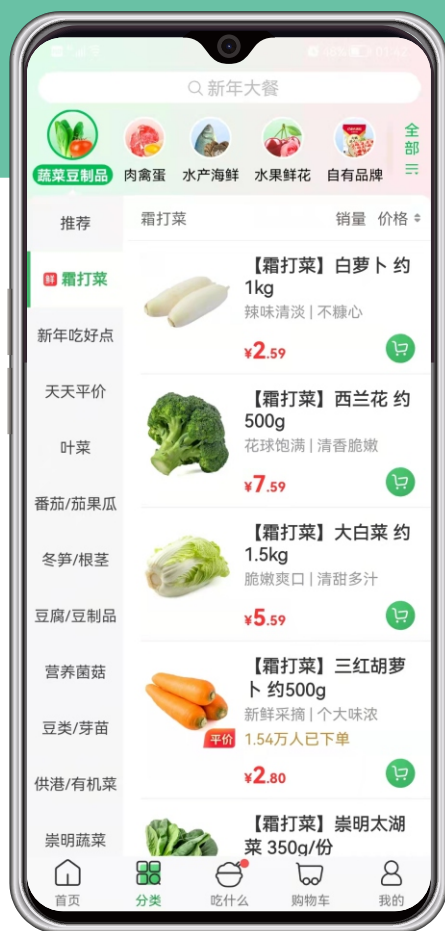 48% 01:42
新年大餐
蔬菜豆制品
肉禽蛋
水产海鲜
水果鲜花
自有品牌
全部
推荐
鲜 霜打菜
新年吃好点
天天平价
叶菜
番茄/茄果瓜
冬笋/根茎
豆腐/豆制品
营养菌菇
豆类/芽苗
供港/有机菜
崇明蔬菜
霜打菜
销量 价格
【霜打菜】白萝卜 约
1kg
辣味清淡 | 不糠心
¥2.59
【霜打菜】西兰花 约
500g
花球饱满 | 清香脆嫩
¥7.59
【霜打菜】大白菜 约
1.5kg
脆嫩爽口 | 清甜多汁
¥5.59
【霜打菜】三红胡萝
卜 约500g
新鲜采摘 | 个大味浓
平价
1.54万人已下单
¥2.80
【霜打菜】崇明太湖
菜 350g/份
首页
分类
吃什么
购物车
我的